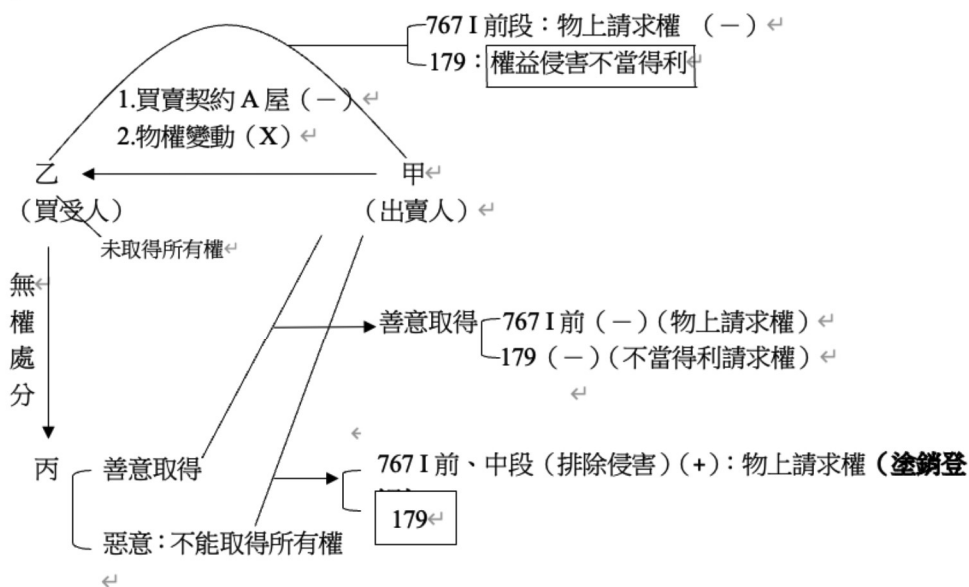 767 I 前段：物上請求權 （－）
179：權益侵害不當得利
1.買賣契約 A 屋（－）
2.物權變動（X）
乙
甲
（買受人）
（出賣人）
未取得所有權
無權處分
善意取得
767 I 前（－）（物上請求權）
179（－）（不當得利請求權）
丙
善意取得
767 I 前、中段（排除侵害）（+）：物上請求權（塗銷登
179
惡意：不能取得所有權